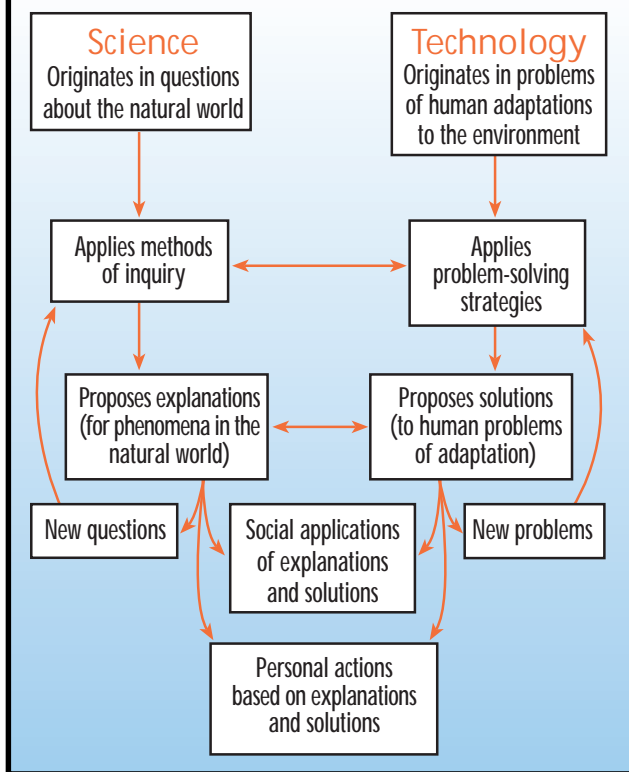 Science
Originates in questions
about the natural world
Technology
Originates in problems
of human adaptations
to the environment
Applies methods
of inquiry
Applies
problem-solving
strategies
Proposes explanations
(for phenomena in the
natural world)
Proposes solutions
(to human problems
of adaptation)
New questions
Social applications
of explanations
and solutions
New problems
Personal actions
based on explanations
and solutions